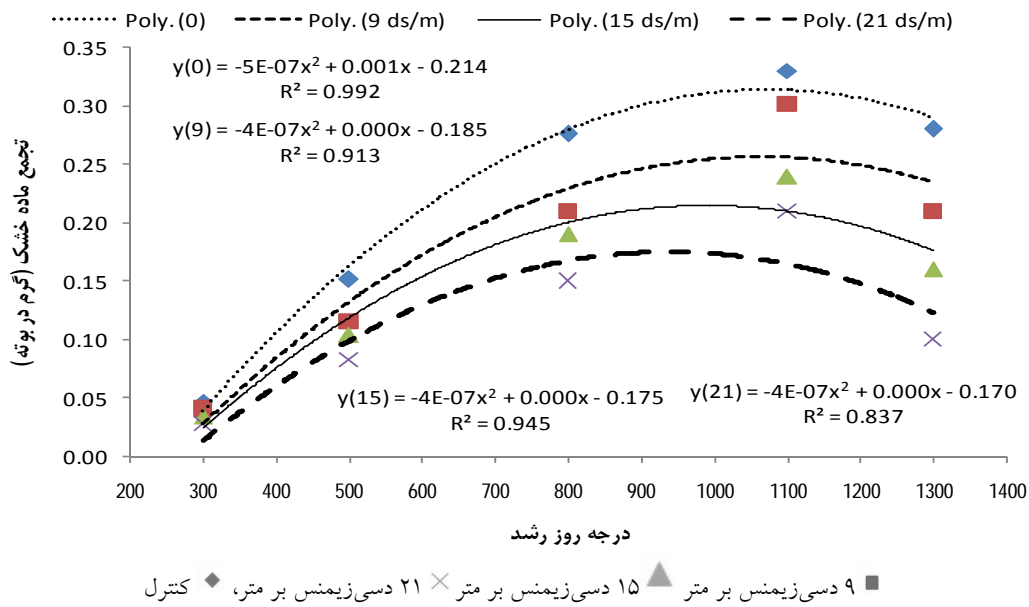 Poly. (0) Poly. (9 ds/m) Poly. (15 ds/m) Poly. (21 ds/m)
y(0) = -5E-07x² + 0.001x - 0.214
R² = 0.992
y(9) = -4E-07x² + 0.000x - 0.185
R² = 0.913
y(15) = -4E-07x² + 0.000x - 0.175
R² = 0.945
y(21) = -4E-07x² + 0.000x - 0.170
R² = 0.837
تجمع ماده خشک (گرم در بوته)
0.35
0.30
0.25
0.20
0.15
0.10
0.05
0.00
200 300 400 500 600 700 800 900 1000 1100 1200 1300 1400
درجه روز رشد
۹ دسی‌زیمنس بر متر ۱۵ دسی‌زیمنس بر متر ۲۱ دسی‌زیمنس بر متر، کنترل